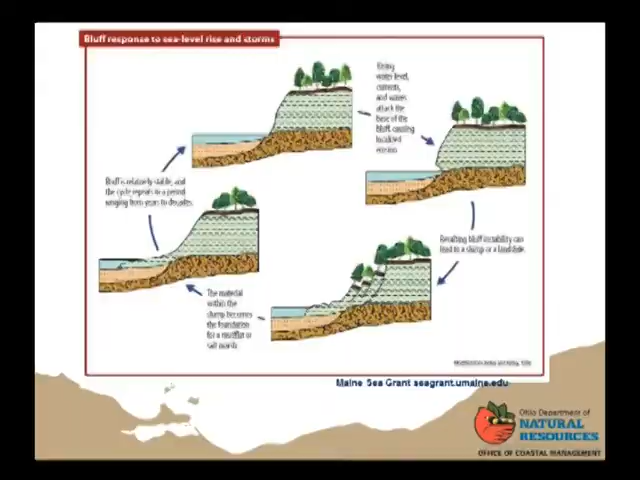 Bluff response to sea-level rise and storms
Rising
water level,
currents,
and waves
attack the
base of the
bluff, causing
localized
erosion.
Bluff is relatively stable, and
the cycle repeats in a period
ranging from years to decades.
Resulting bluff instability can
lead to a slump or a landslide.
The material
within the
slump becomes
the foundation
for a mudflat or
salt marsh.
Maine Sea Grant seagrant.umaine.edu
Ohio Department of
NATURAL
RESOURCES
OFFICE OF COASTAL MANAGEMENT